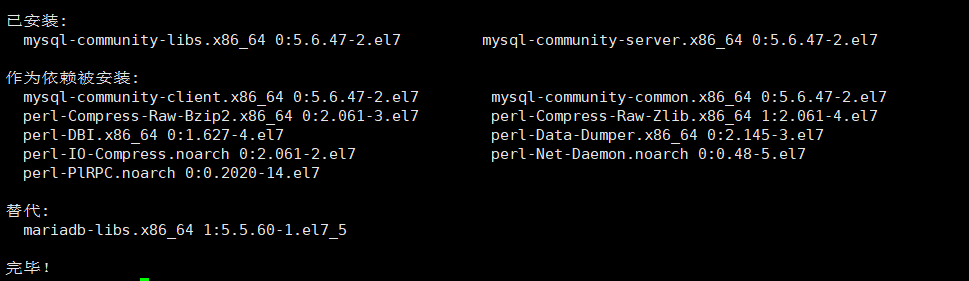 已安装:
  mysql-community-libs.x86_64 0:5.6.47-2.el7         mysql-community-server.x86_64 0:5.6.47-2.el7
作为依赖被安装:
  mysql-community-client.x86_64 0:5.6.47-2.el7          mysql-community-common.x86_64 0:5.6.47-2.el7
  perl-Compress-Raw-Bzip2.x86_64 0:2.061-3.el7          perl-Compress-Raw-Zlib.x86_64 1:2.061-4.el7
  perl-DBI.x86_64 0:1.627-4.el7                         perl-Data-Dumper.x86_64 0:2.145-3.el7
  perl-IO-Compress.noarch 0:2.061-2.el7                 perl-Net-Daemon.noarch 0:0.48-5.el7
  perl-PlRPC.noarch 0:0.2020-14.el7
替代:
  mariadb-libs.x86_64 1:5.5.60-1.el7_5
完毕！